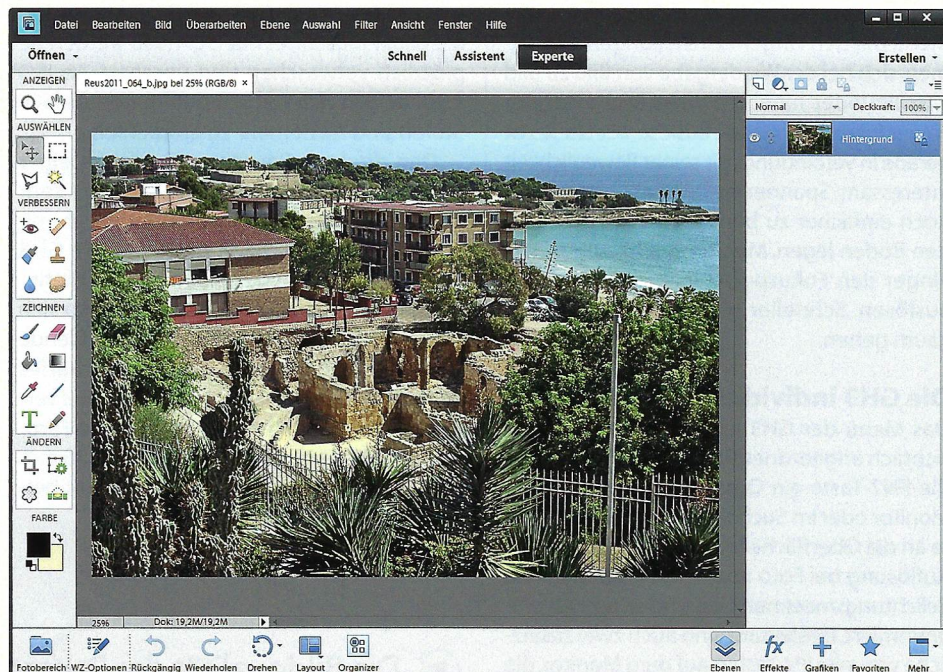 Datei Bearbeiten Bild Überarbeiten Ebene Auswahl Filter Ansicht Fenster Hilfe
Öffnen Schnell Assistent Experte Erstellen
ANZEIGEN
Reus2011_064_b.jpg bei 25% (RGB/8) ×
Normal Deckkraft: 100%
AUSWÄHLEN
Hintergrund
VERBESSERN
ZEICHNEN
T
ÄNDERN
FARBE
25% Dok: 19,2M/19,2M
Fotobereich WZ-Optionen Rückgängig Wiederholen Drehen Layout Organizer Ebenen Effekte Grafiken Favoriten Mehr